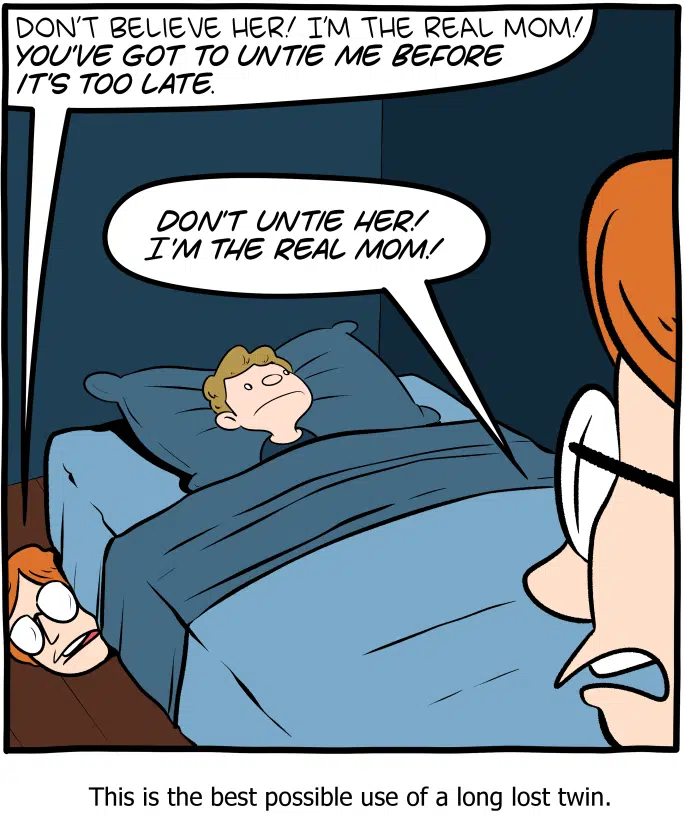 DON'T BELIEVE HER! I'M THE REAL MOM!
YOU'VE GOT TO UNTIE ME BEFORE
IT'S TOO LATE.
DON'T UNTIE HER!
I'M THE REAL MOM!
This is the best possible use of a long lost twin.